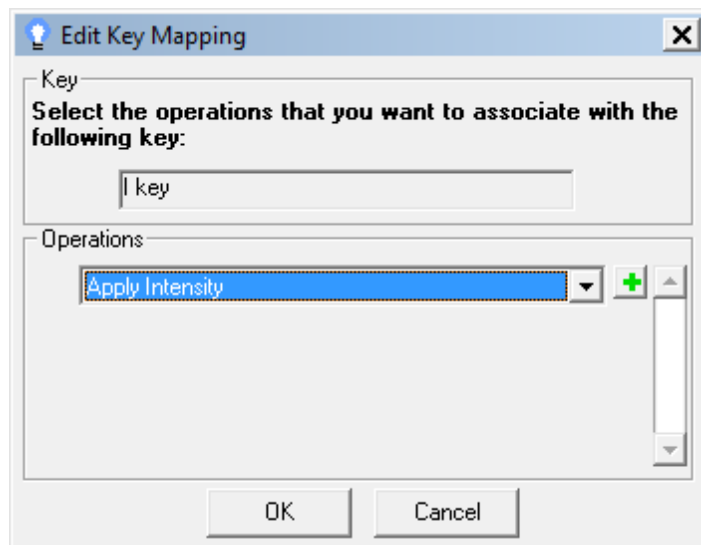 Edit Key Mapping
Key
Select the operations that you want to associate with the
following key:
I key
Operations
Apply Intensity
OK
Cancel